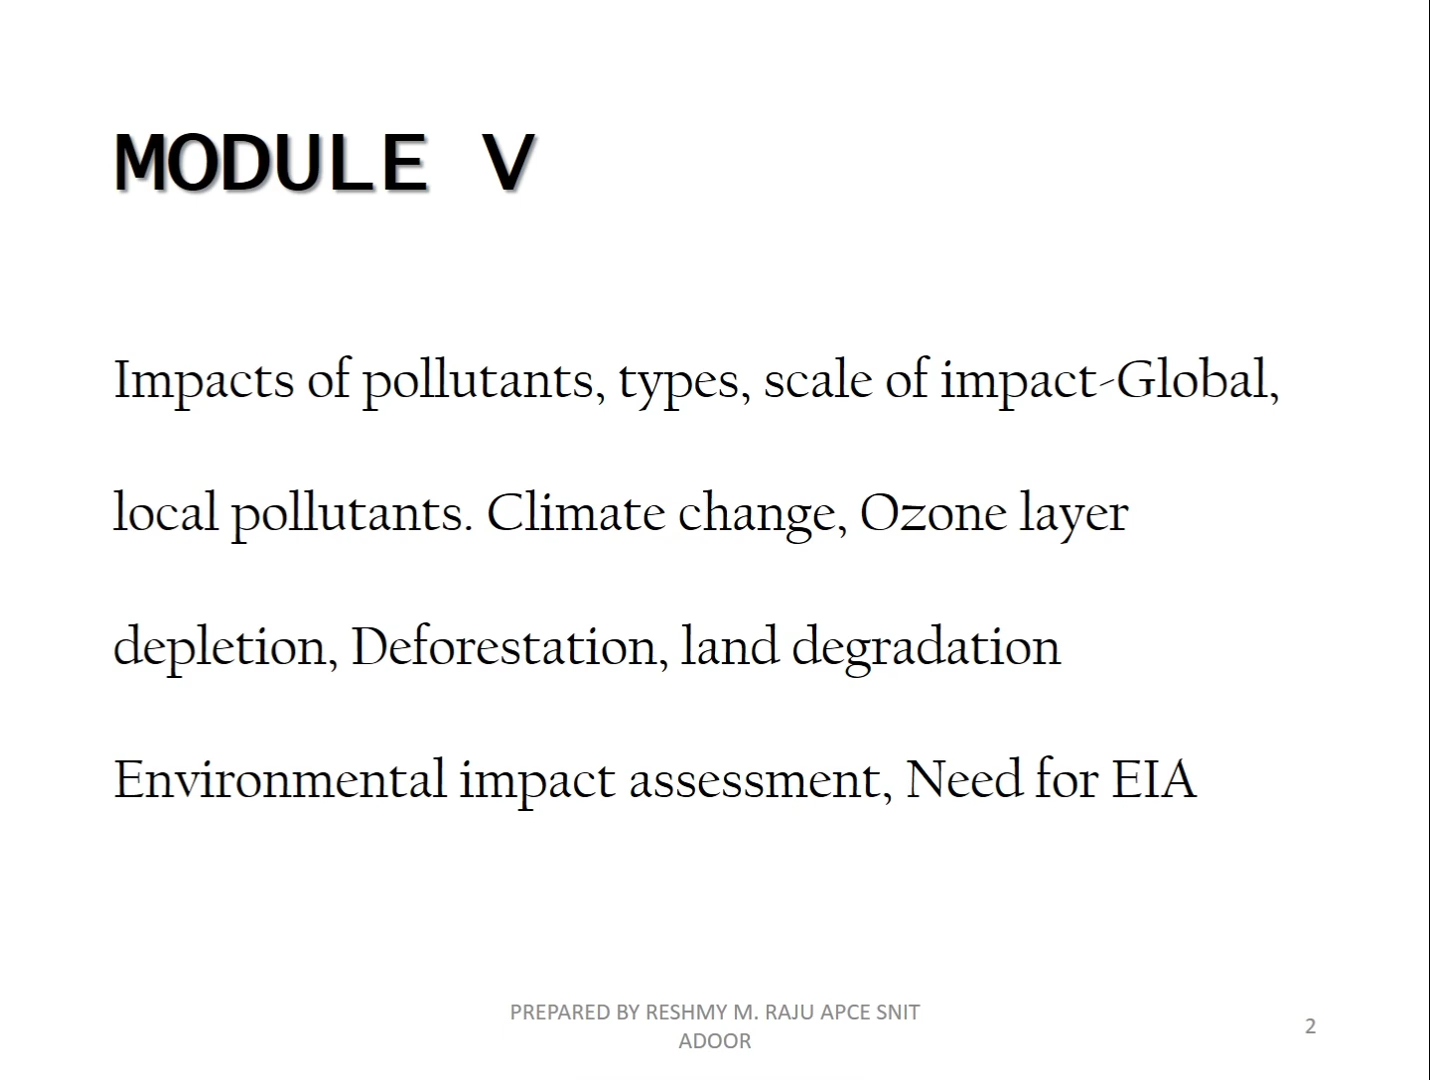 MODULE V
Impacts of pollutants, types, scale of impact-Global,
local pollutants. Climate change, Ozone layer
depletion, Deforestation, land degradation
Environmental impact assessment, Need for EIA
PREPARED BY RESHMY M. RAJU APCE SNIT
ADOOR
2